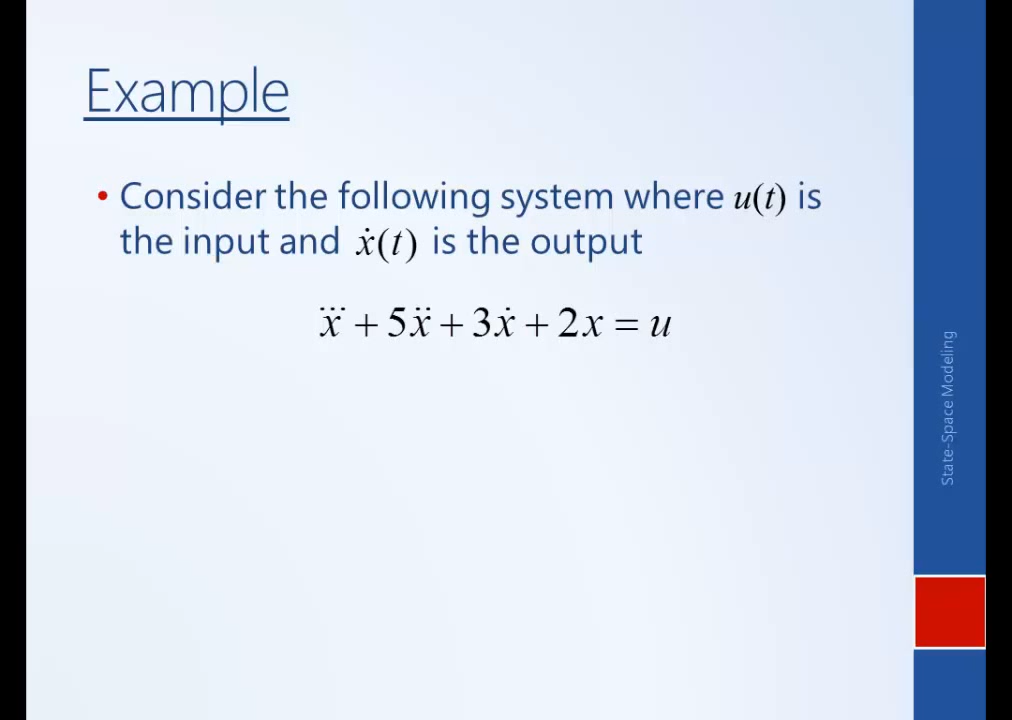 Example
• Consider the following system where u(t) is
the input and ẋ(t) is the output
x⃛ + 5ẍ + 3ẋ + 2x = u
State-Space Modeling